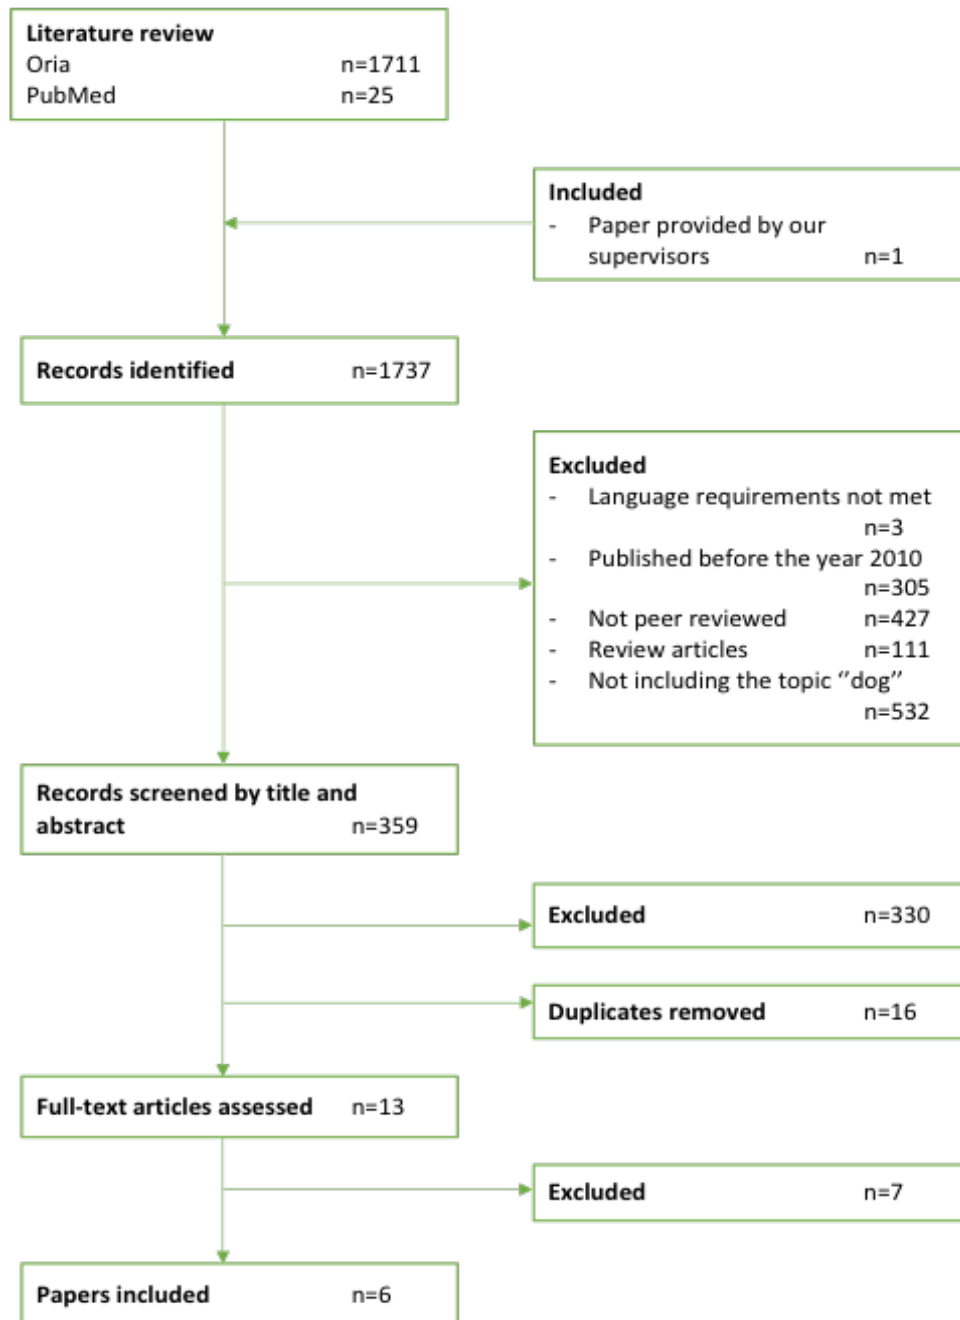 Literature review
Oria n=1711
PubMed n=25
Included
- Paper provided by our
supervisors n=1
Records identified n=1737
Excluded
- Language requirements not met
n=3
- Published before the year 2010
n=305
- Not peer reviewed n=427
- Review articles n=111
- Not including the topic “dog”
n=532
Records screened by title and
abstract n=359
Excluded n=330
Duplicates removed n=16
Full-text articles assessed n=13
Excluded n=7
Papers included n=6